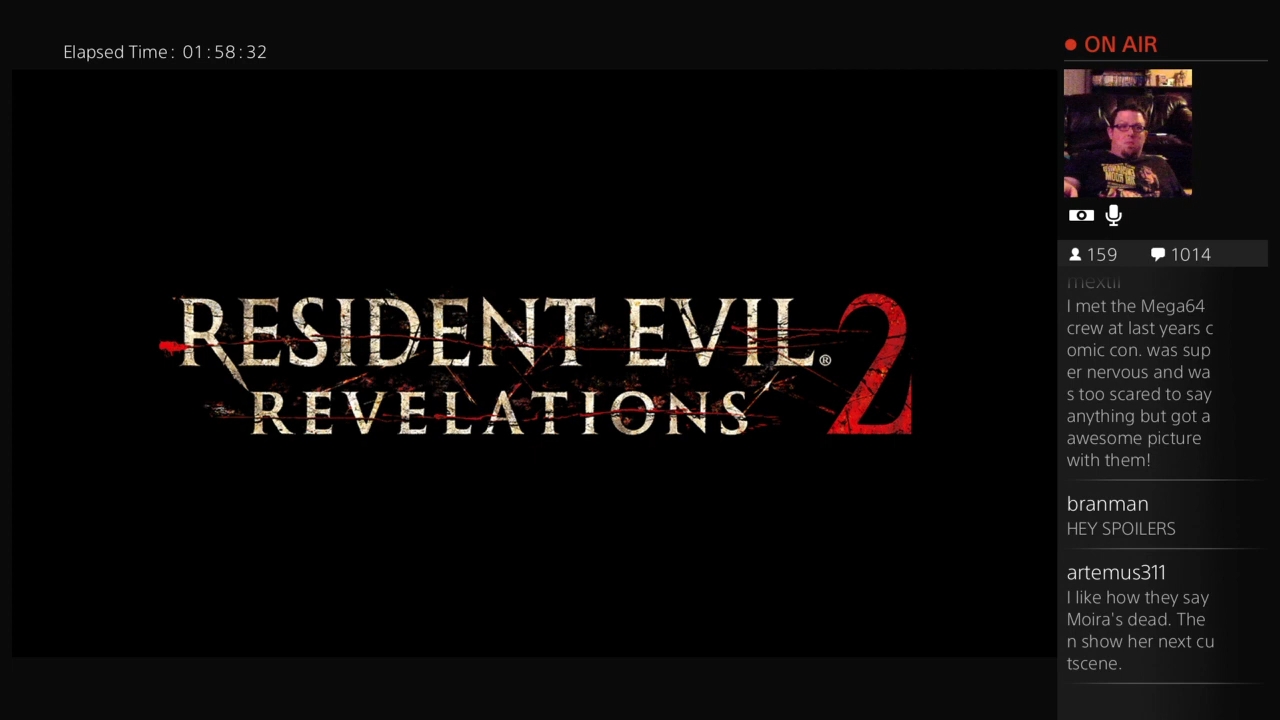 Elapsed Time: 01:58:32
ON AIR
159 1014
RESIDENT EVIL® 2
REVELATIONS
I met the Mega64
crew at last years c
omic con. was sup
er nervous and wa
s too scared to say
anything but got a
awesome picture
with them!
branman
HEY SPOILERS
artemus311
I like how they say
Moira's dead. The
n show her next cu
tscene.